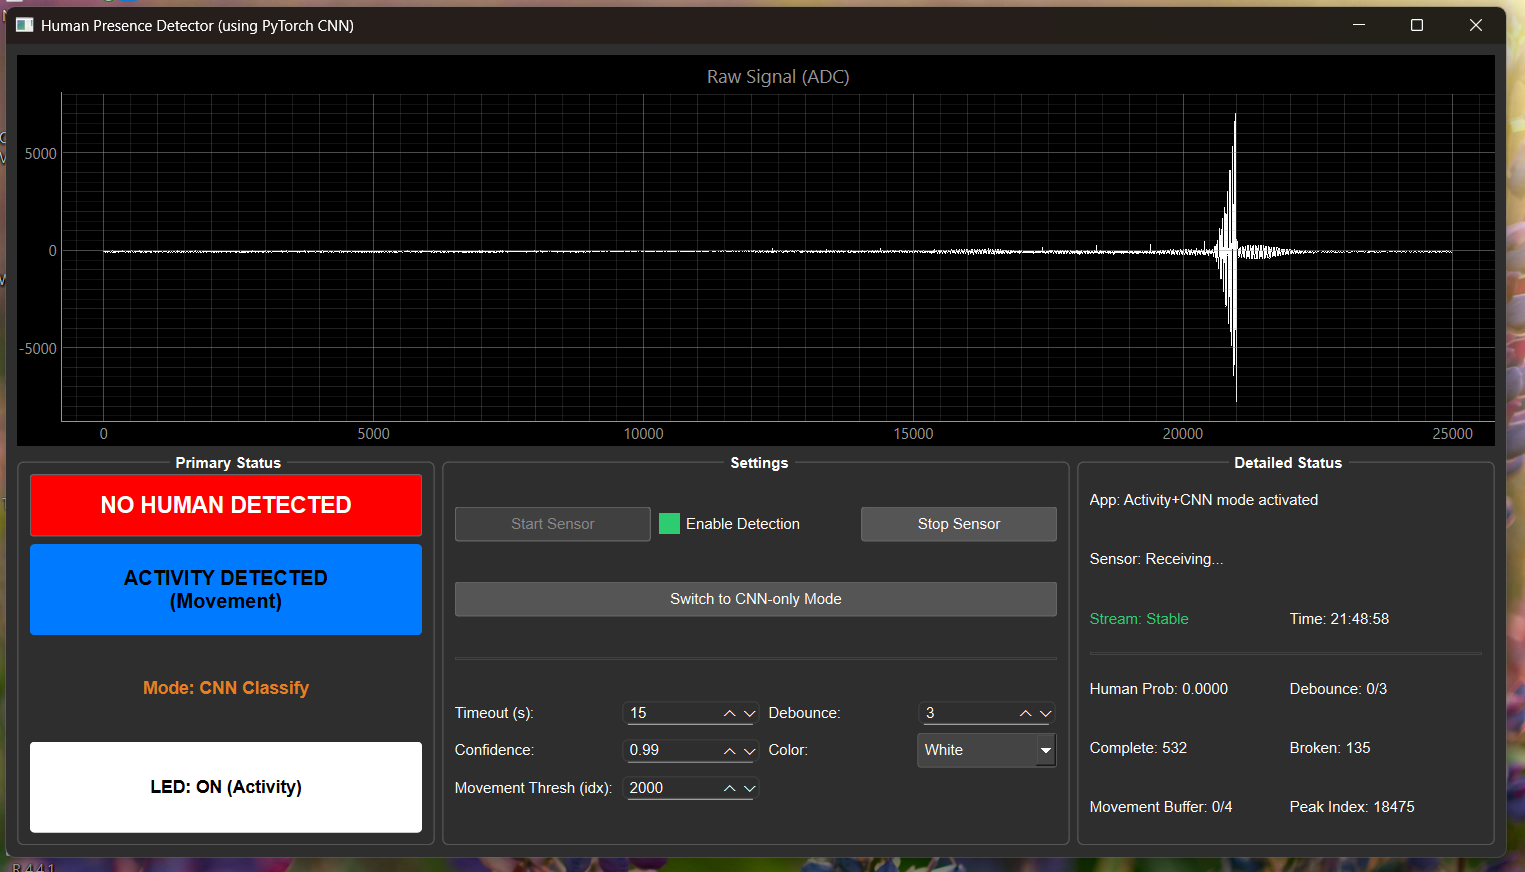 Human Presence Detector (using PyTorch CNN)
Raw Signal (ADC)
5000
0
-5000
0
5000
10000
15000
20000
25000
Primary Status
NO HUMAN DETECTED
ACTIVITY DETECTED
(Movement)
Mode: CNN Classify
LED: ON (Activity)
Settings
Start Sensor
Enable Detection
Stop Sensor
Switch to CNN-only Mode
Timeout (s): 15
Debounce: 3
Confidence: 0.99
Color: White
Movement Thresh (idx): 2000
Detailed Status
App: Activity+CNN mode activated
Sensor: Receiving...
Stream: Stable
Time: 21:48:58
Human Prob: 0.0000
Debounce: 0/3
Complete: 532
Broken: 135
Movement Buffer: 0/4
Peak Index: 18475
R 4.4.1